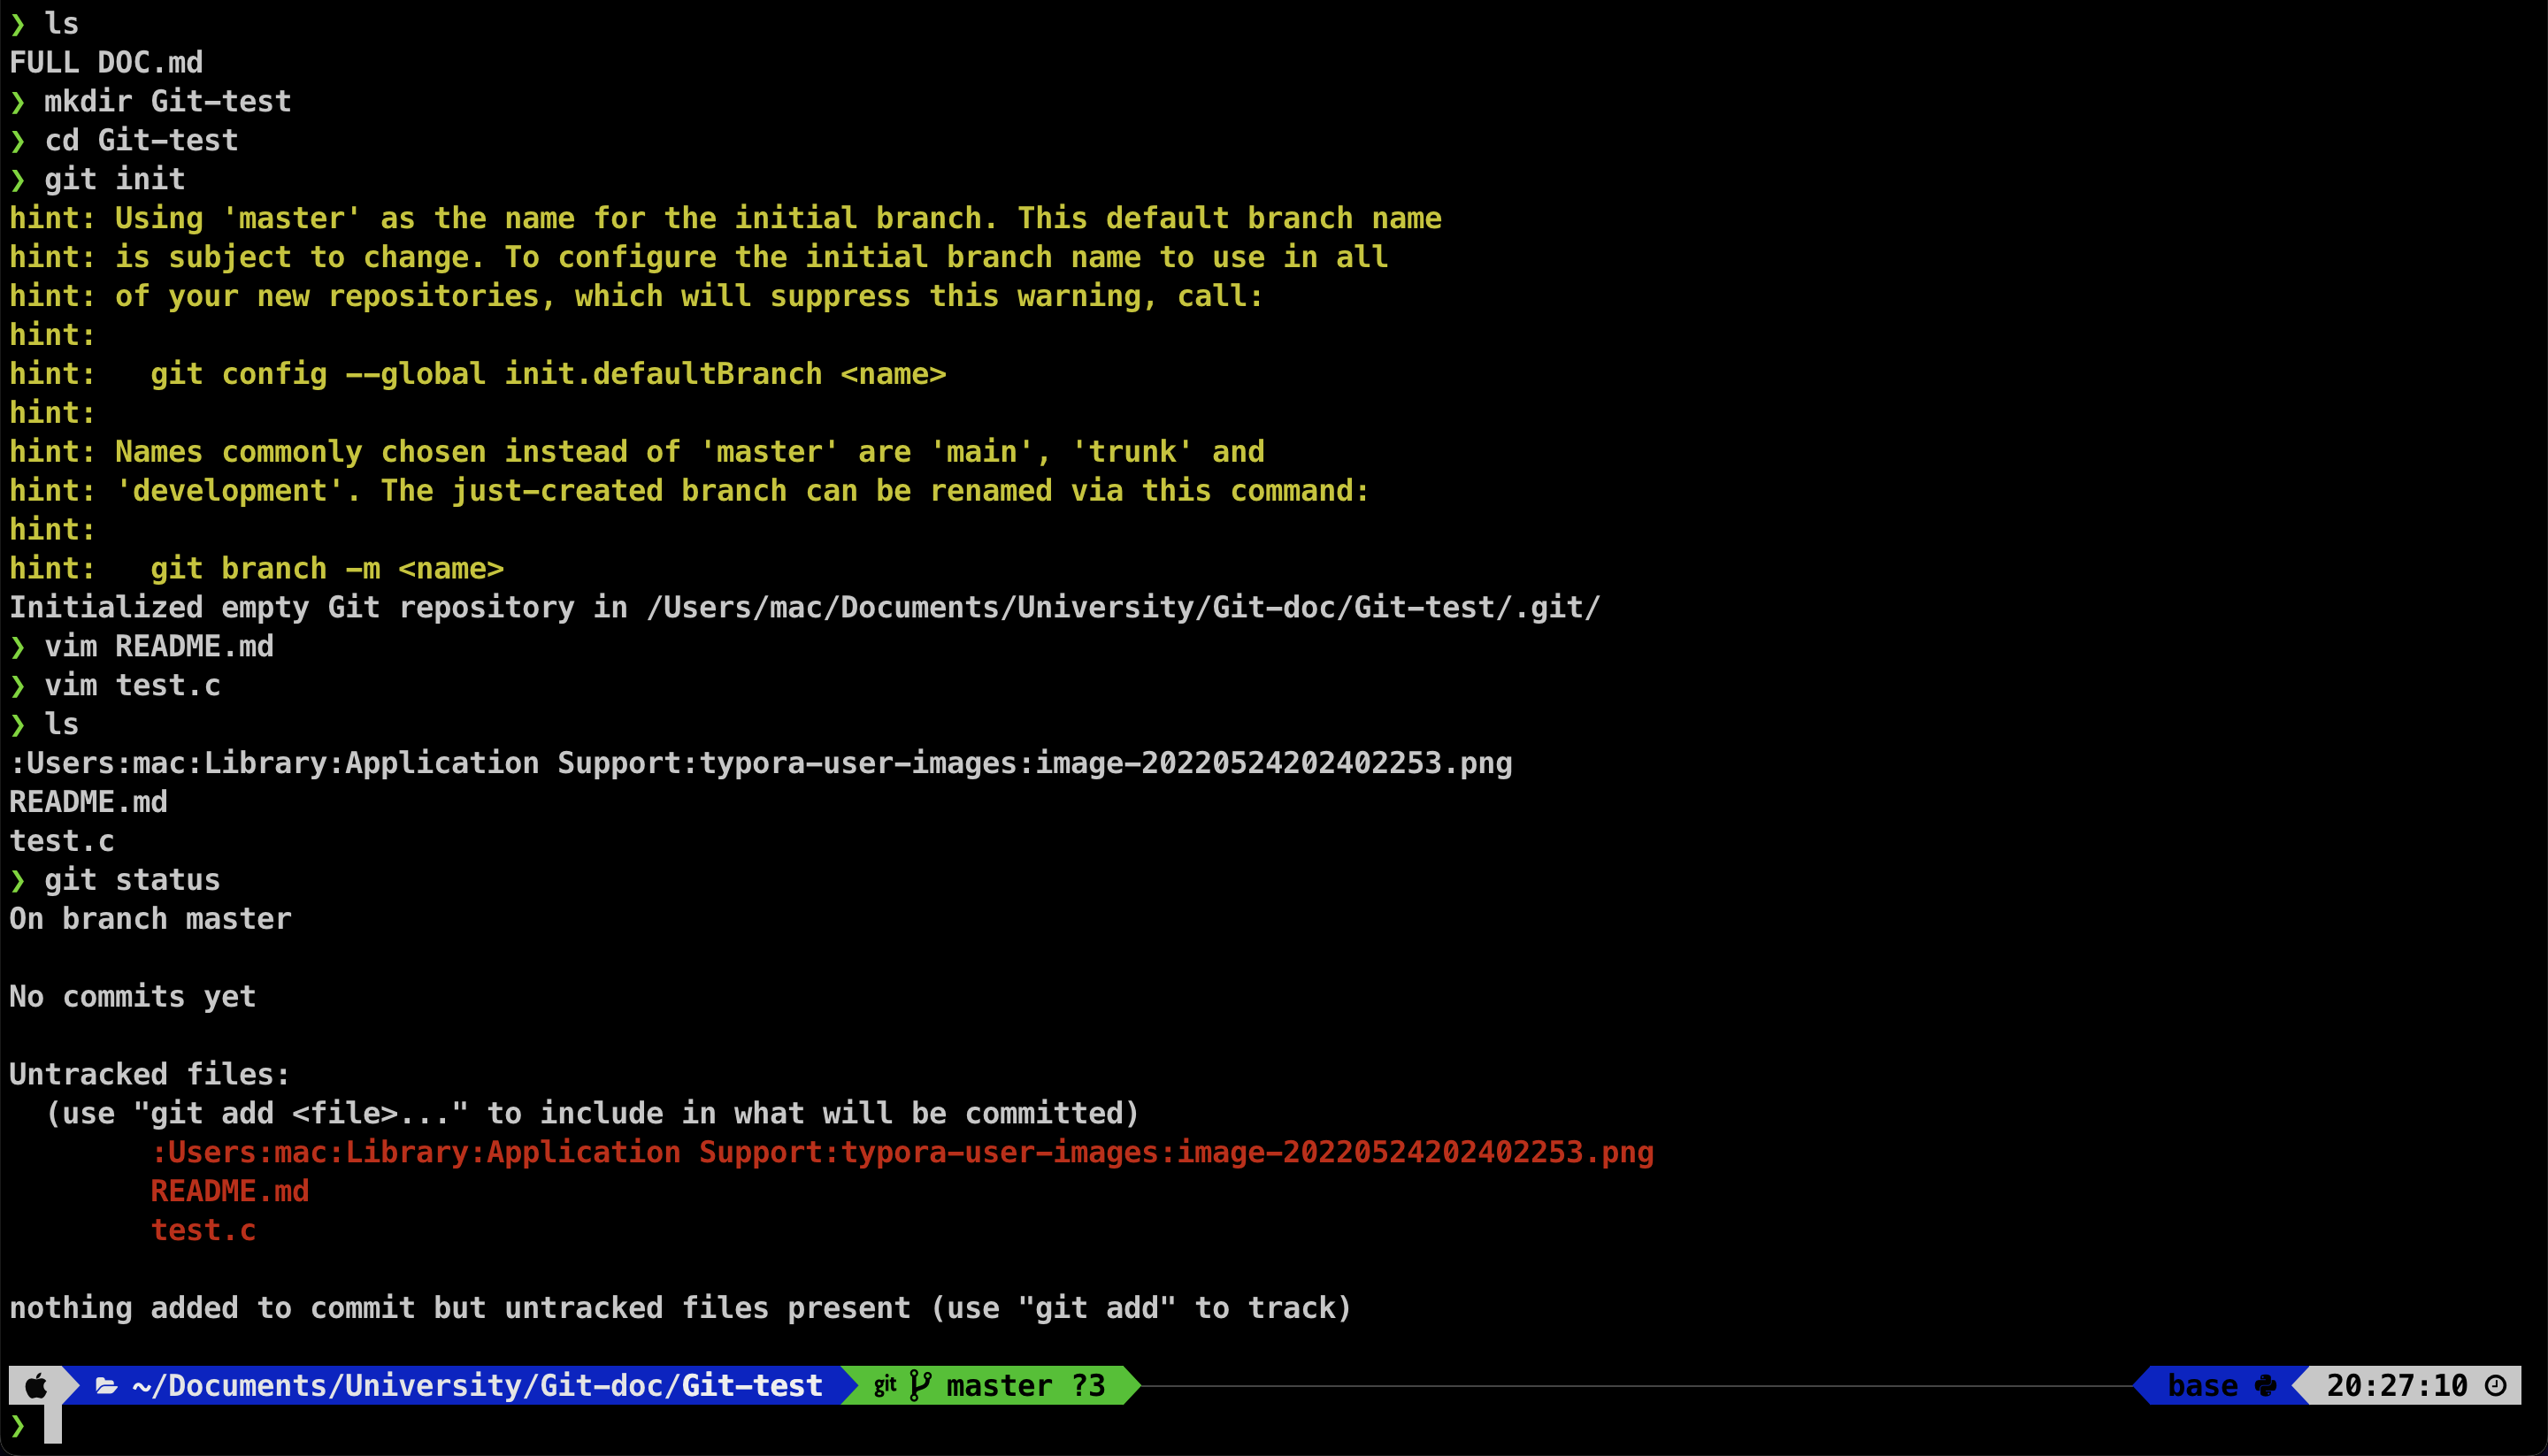 ❯ ls
FULL DOC.md
❯ mkdir Git-test
❯ cd Git-test
❯ git init
hint: Using 'master' as the name for the initial branch. This default branch name
hint: is subject to change. To configure the initial branch name to use in all
hint: of your new repositories, which will suppress this warning, call:
hint:
hint:   git config --global init.defaultBranch <name>
hint:
hint: Names commonly chosen instead of 'master' are 'main', 'trunk' and
hint: 'development'. The just-created branch can be renamed via this command:
hint:
hint:   git branch -m <name>
Initialized empty Git repository in /Users/mac/Documents/University/Git-doc/Git-test/.git/
❯ vim README.md
❯ vim test.c
❯ ls
:Users:mac:Library:Application Support:typora-user-images:image-20220524202402253.png
README.md
test.c
❯ git status
On branch master

No commits yet

Untracked files:
  (use "git add <file>..." to include in what will be committed)
        :Users:mac:Library:Application Support:typora-user-images:image-20220524202402253.png
        README.md
        test.c

nothing added to commit but untracked files present (use "git add" to track)

~/Documents/University/Git-doc/Git-test git master ?3 base 20:27:10
❯